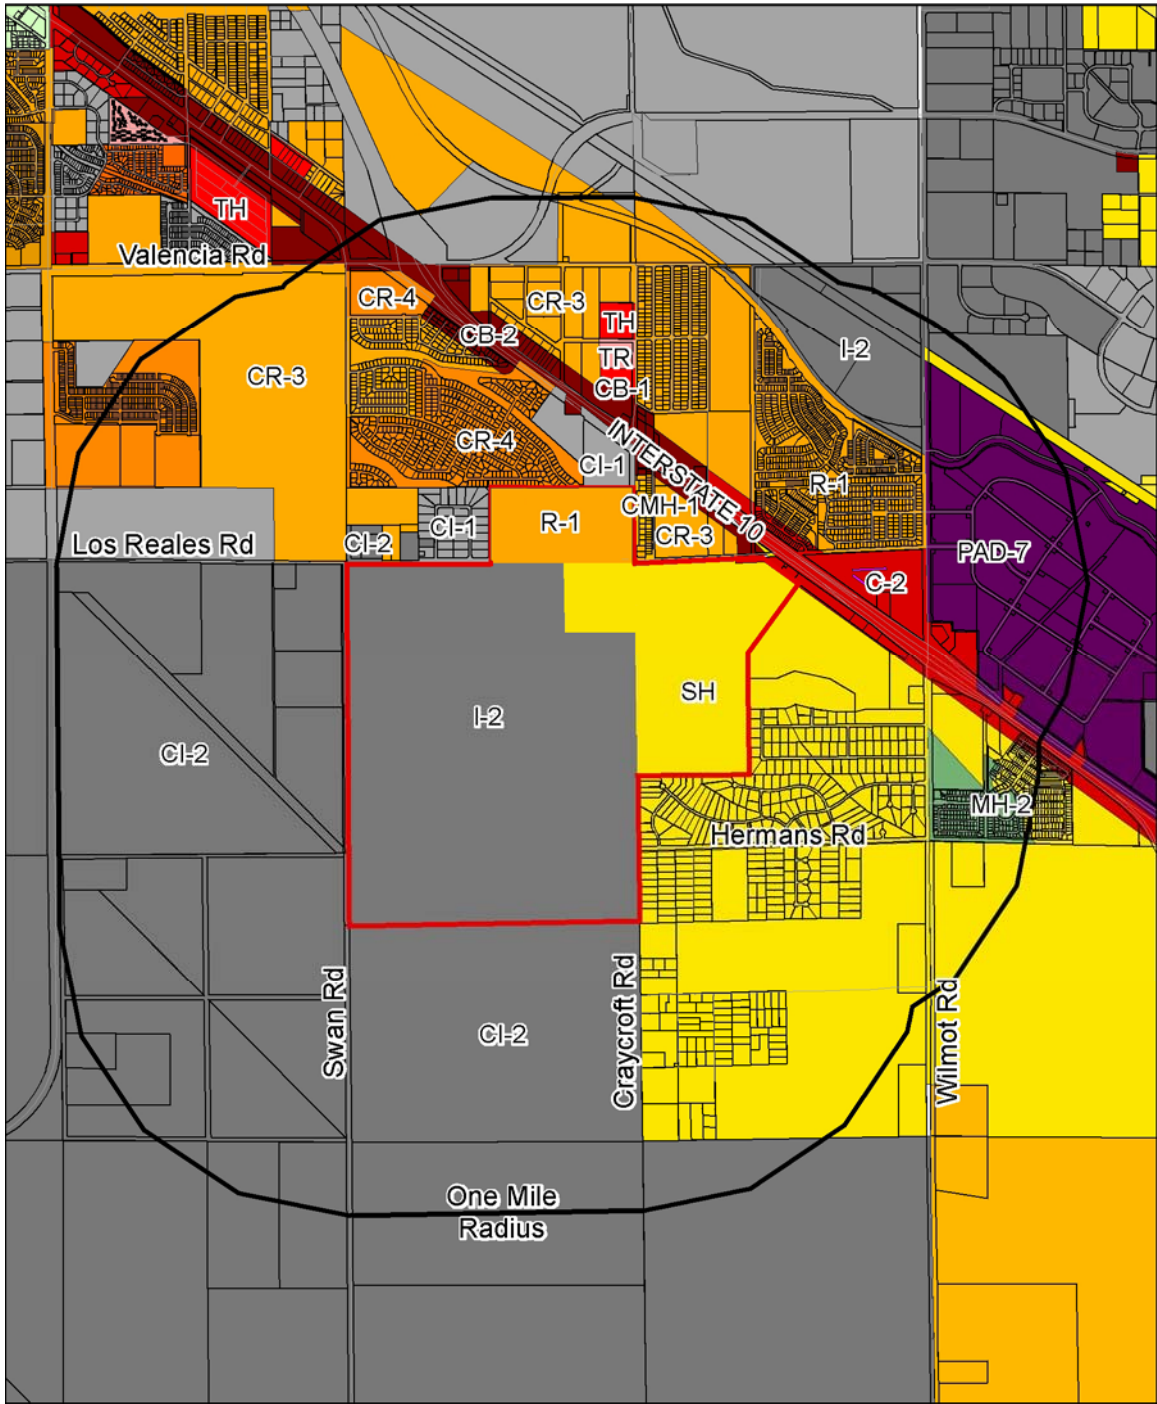 TH
Valencia Rd
CR-4
CR-3
TH
CB-2
TR
I-2
CR-3
CB-1
CR-4
INTERSTATE 10
CI-1
R-1
CI-1
R-1
CMH-1
CR-3
Los Reales Rd
CI-2
PAD-7
C-2
SH
I-2
CI-2
MH-2
Hermans Rd
Swan Rd
Craycroft Rd
Wilmot Rd
CI-2
One Mile
Radius